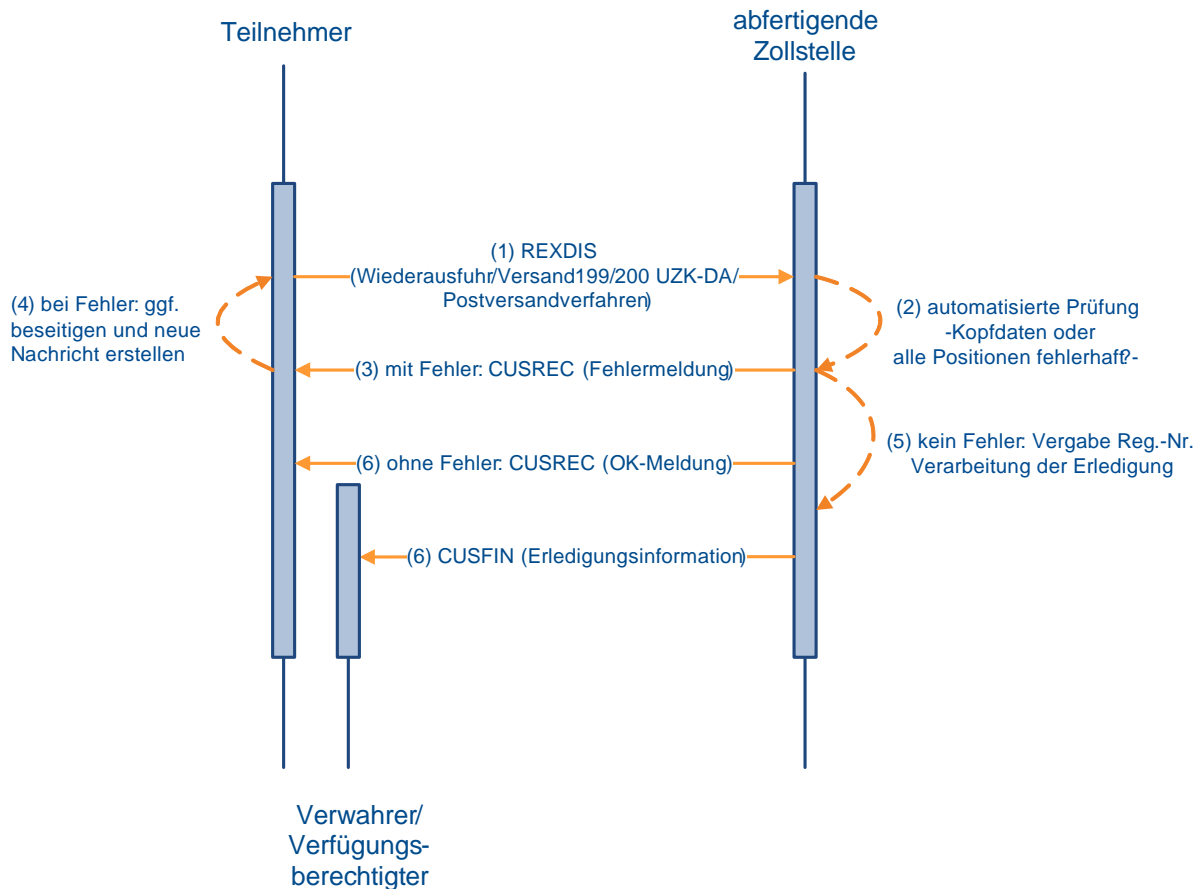 Teilnehmer
abfertigende
Zollstelle
(1) REXDIS
(Wiederausfuhr/Versand199/200 UZK-DA/
Postversandverfahren)
(4) bei Fehler: ggf.
beseitigen und neue
Nachricht erstellen
(2) automatisierte Prüfung
-Kopfdaten oder
alle Positionen fehlerhaft?-
(3) mit Fehler: CUSREC (Fehlermeldung)
(5) kein Fehler: Vergabe Reg.-Nr.
Verarbeitung der Erledigung
(6) ohne Fehler: CUSREC (OK-Meldung)
(6) CUSFIN (Erledigungsinformation)
Verwahrer/
Verfügungs-
berechtigter